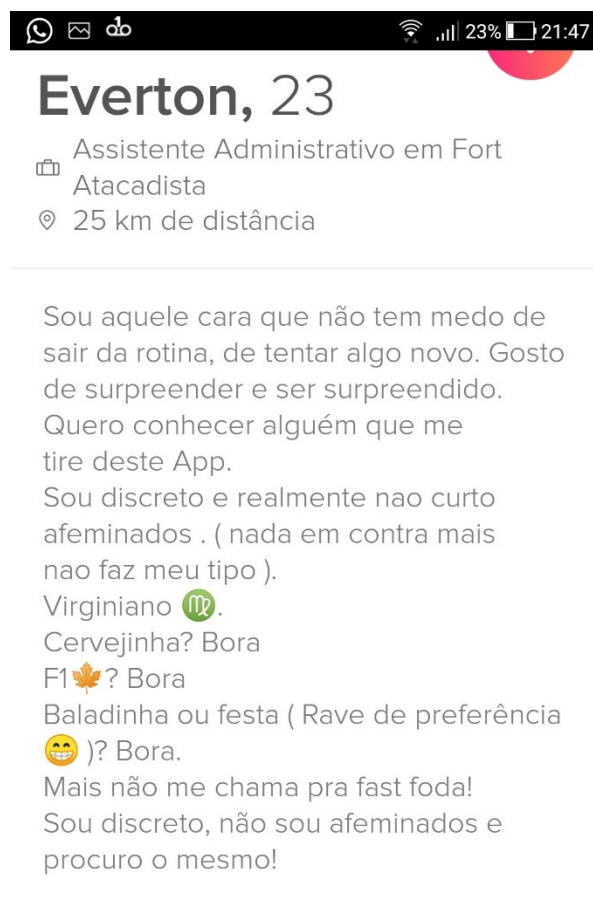 23% 21:47
Everton, 23
Assistente Administrativo em Fort
Atacadista
25 km de distância
Sou aquele cara que não tem medo de
sair da rotina, de tentar algo novo. Gosto
de surpreender e ser surpreendido.
Quero conhecer alguém que me
tire deste App.
Sou discreto e realmente nao curto
afeminados . ( nada em contra mais
nao faz meu tipo ).
Virginiano ♍.
Cervejinha? Bora
F1🍁? Bora
Baladinha ou festa ( Rave de preferência
😁 )? Bora.
Mais não me chama pra fast foda!
Sou discreto, não sou afeminados e
procuro o mesmo!